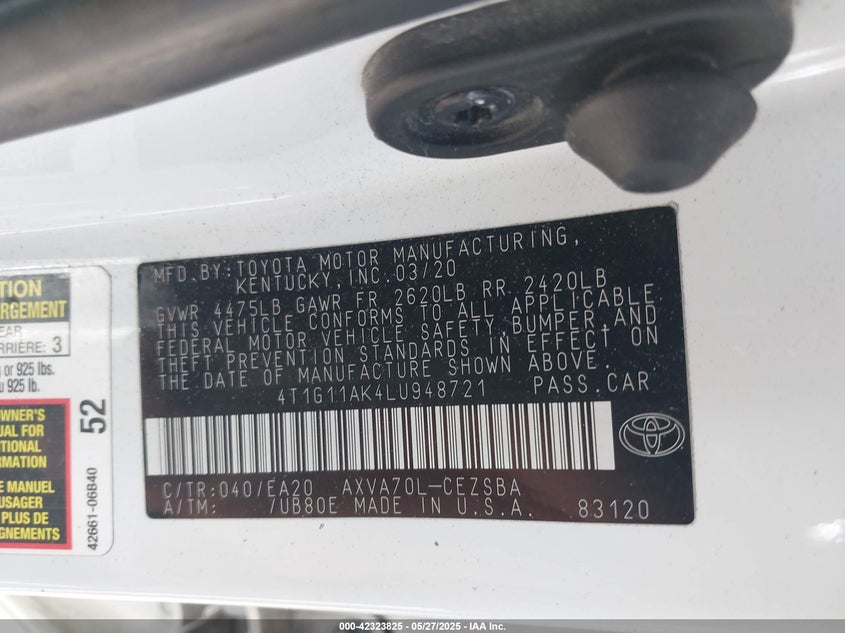 MFD. BY: TOYOTA MOTOR MANUFACTURING,
KENTUCKY, INC. 03/20
GVWR 4475LB GAWR FR 2620LB RR 2420LB
THIS VEHICLE CONFORMS TO ALL APPLICABLE
FEDERAL MOTOR VEHICLE SAFETY, BUMPER AND
THEFT PREVENTION STANDARDS IN EFFECT ON
THE DATE OF MANUFACTURE SHOWN ABOVE.
4T1G11AK4LU948721 PASS. CAR
C/TR: 040/EA20 AXVA70L-CEZSBA
A/TM: /UB80E MADE IN U.S.A. 83120
TION
RGEMENT
EAR
RRIÈRE: 3
or 925 lbs.
u 925 lb.
OWNER'S
UAL FOR
ITIONAL
RMATION
E MANUEL
USAGER
PLUS DE
GNEMENTS
52
42661-06B40
000-42323825 - 05/27/2025 - IAA Inc.